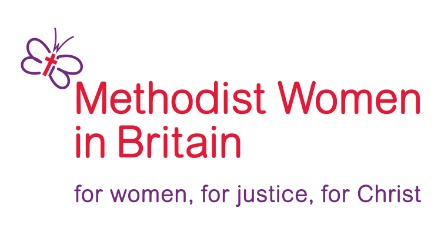 Methodist Women
in Britain
for women, for justice, for Christ